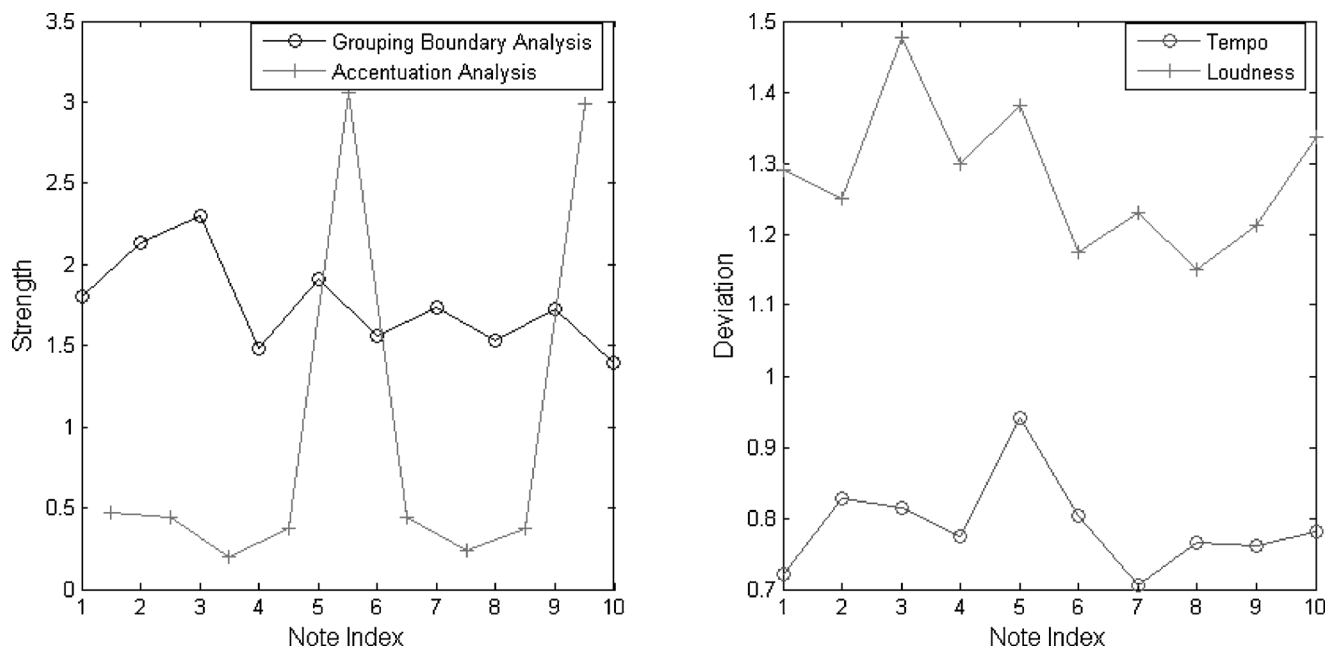 3.5
3
2.5
2
1.5
1
0.5
0
Strength
Grouping Boundary Analysis
Accentuation Analysis
1 2 3 4 5 6 7 8 9 10
Note Index
1.5
1.4
1.3
1.2
1.1
1
0.9
0.8
0.7
Deviation
Tempo
Loudness
1 2 3 4 5 6 7 8 9 10
Note Index